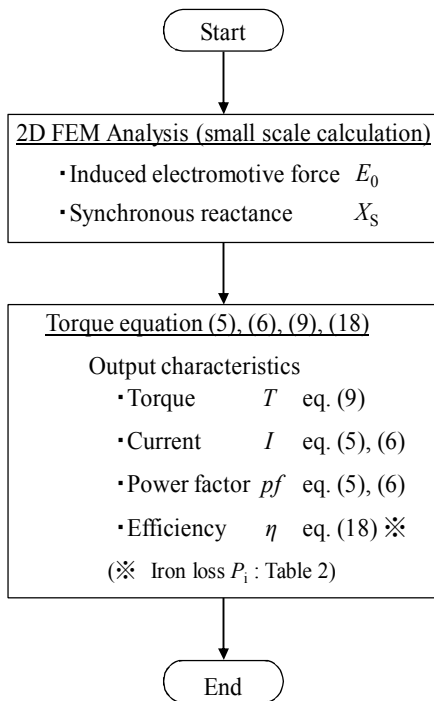 Start
2D FEM Analysis (small scale calculation)
・Induced electromotive force E₀
・Synchronous reactance X_S
Torque equation (5), (6), (9), (18)
Output characteristics
・Torque T eq. (9)
・Current I eq. (5), (6)
・Power factor pf eq. (5), (6)
・Efficiency η eq. (18) ※
(※ Iron loss Pᵢ : Table 2)
End